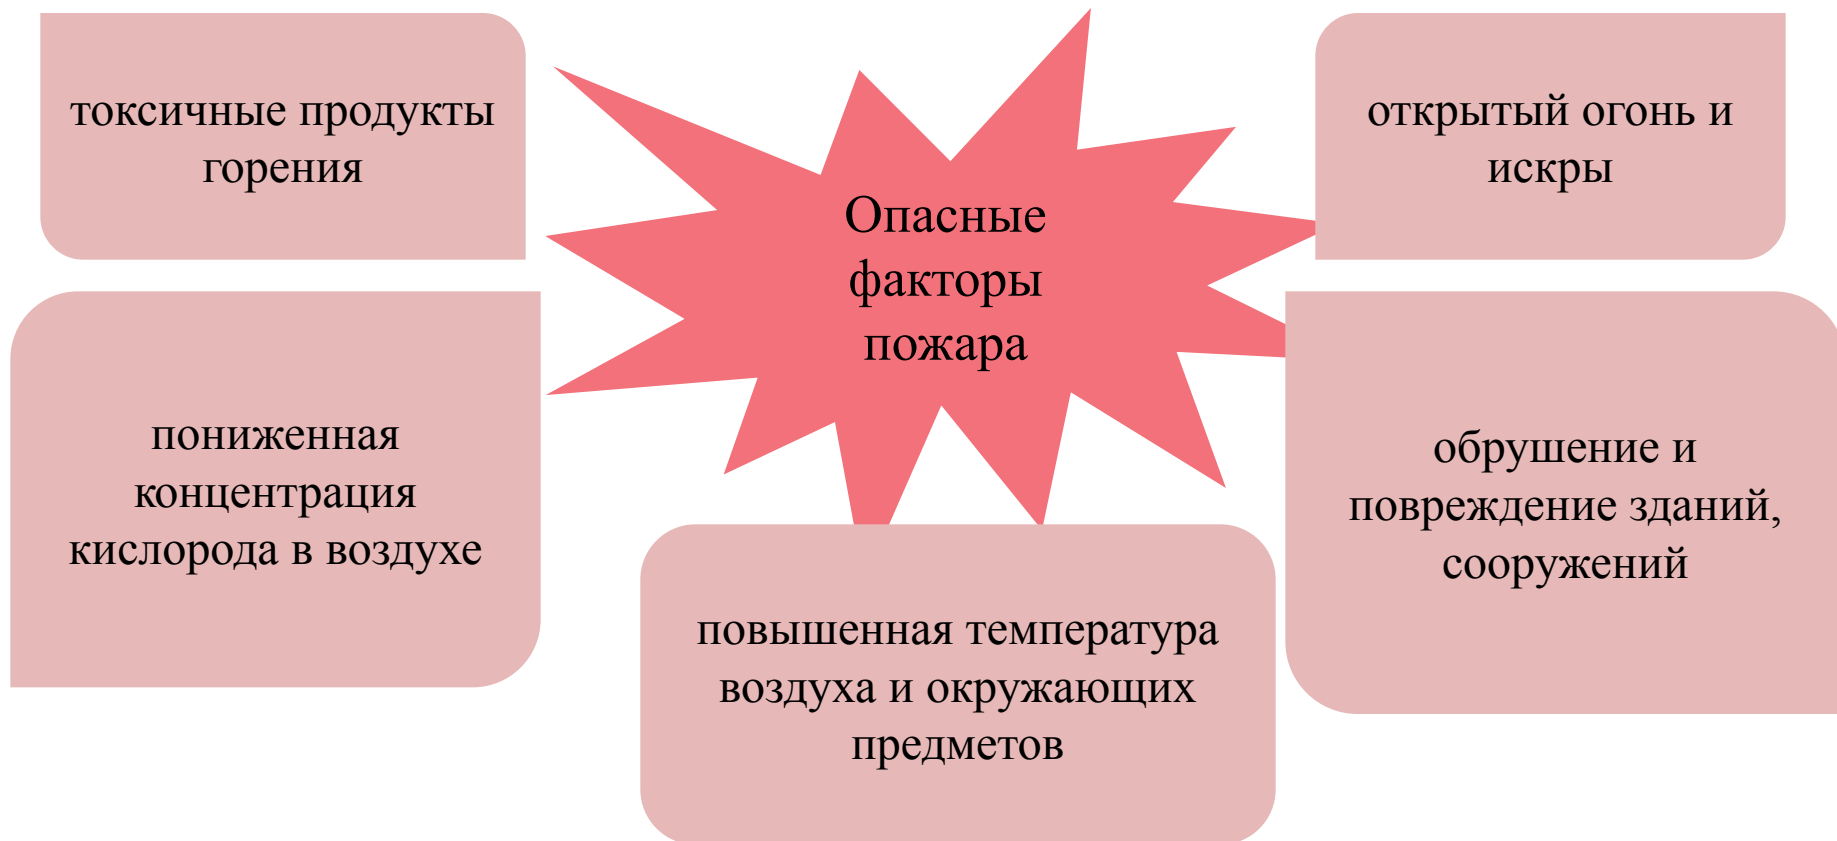 токсичные продукты
горения
Опасные
факторы
пожара
открытый огонь и
искры
пониженная
концентрация
кислорода в воздухе
повышенная температура
воздуха и окружающих
предметов
обрушение и
повреждение зданий,
сооружений